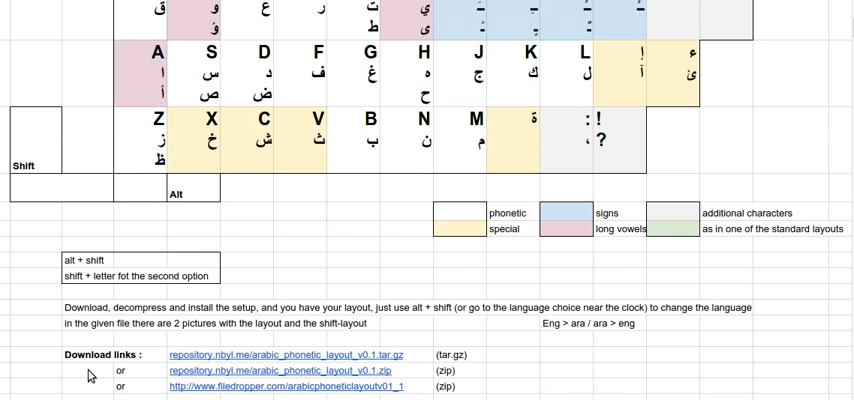 ق و ع ر ت ي
ؤ ط ى
A S D F G H J K L
ا س د ف غ ه ج ك ل إ ء
أ ص ض ح آ ئ
Z X C V B N M ة : !
ز خ ش ث ب ن م ، ?
ظ
Shift
Alt
phonetic signs additional characters
special long vowels as in one of the standard layouts
alt + shift
shift + letter fot the second option
Download, decompress and install the setup, and you have your layout, just use alt + shift (or go to the language choice near the clock) to change the language
in the given file there are 2 pictures with the layout and the shift-layout Eng > ara / ara > eng
Download links : repository.nbyl.me/arabic_phonetic_layout_v0.1.tar.gz (tar.gz)
or repository.nbyl.me/arabic_phonetic_layout_v0.1.zip (zip)
or http://www.filedropper.com/arabicphoneticlayoutv01_1 (zip)